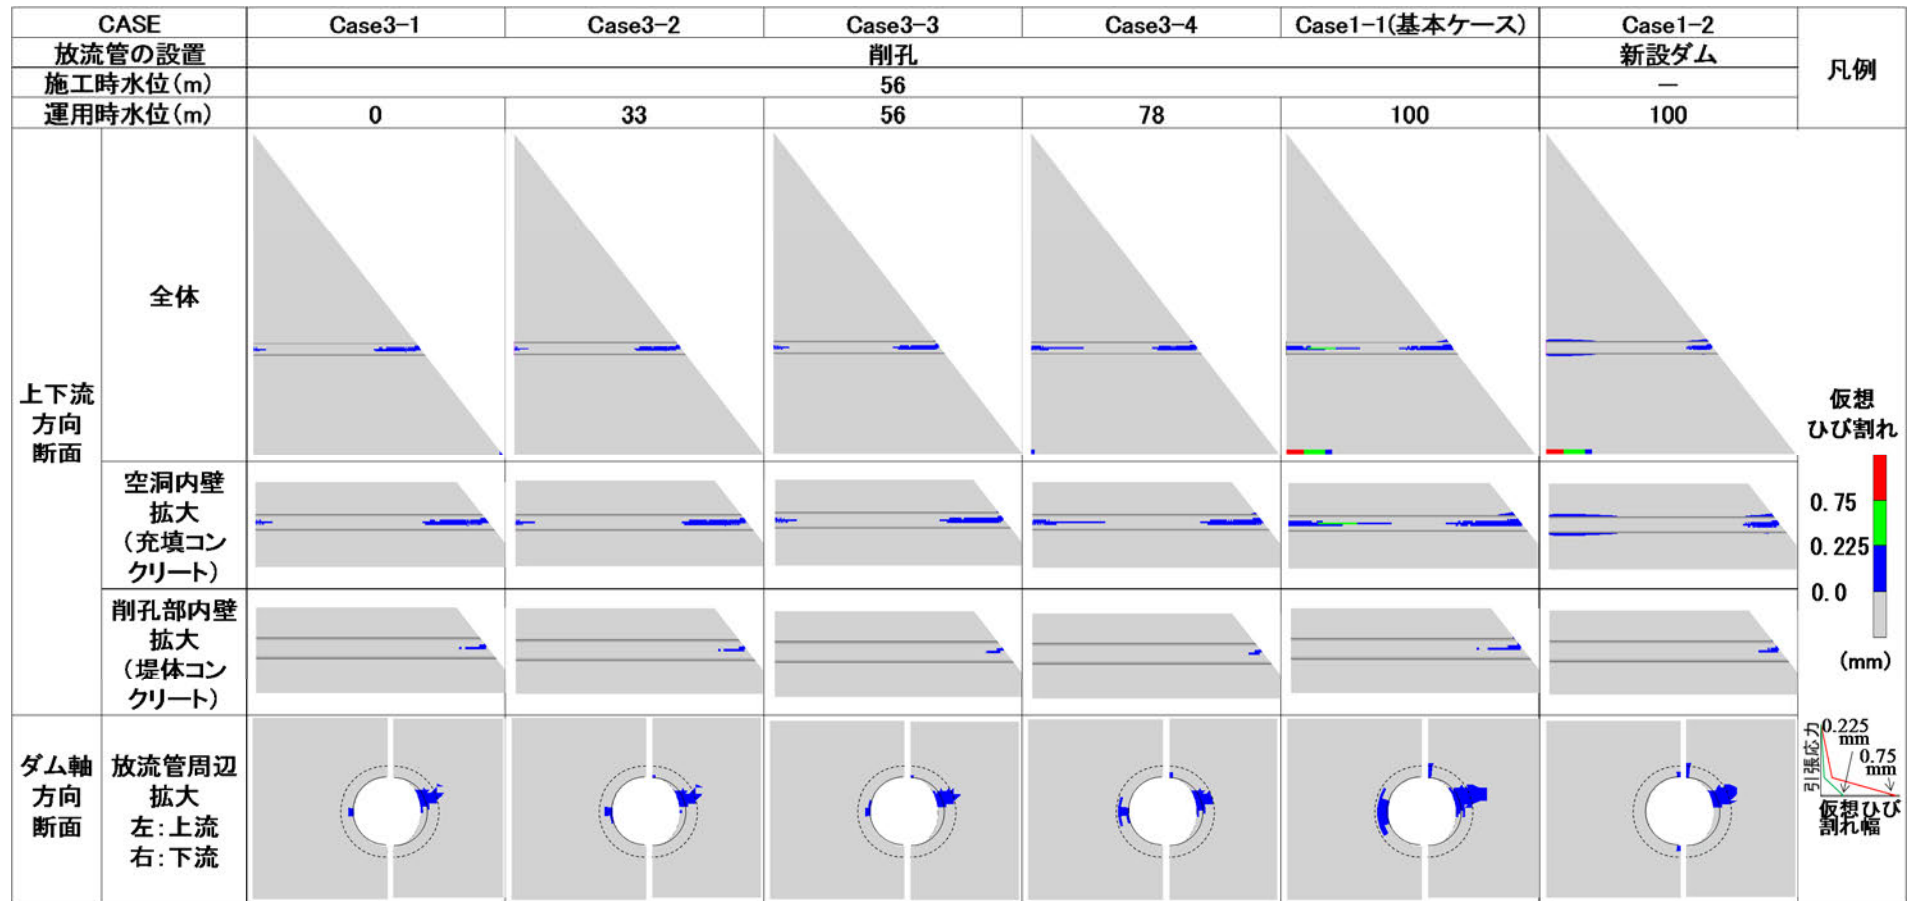 CASE Case3-1 Case3-2 Case3-3 Case3-4 Case1-1(基本ケース) Case1-2 凡例
放流管の設置 削孔 新設ダム
施工時水位(m) 56 ―
運用時水位(m) 0 33 56 78 100 100
上下流
方向
断面
全体
空洞内壁
拡大
(充填コン
クリート)
削孔部内壁
拡大
(堤体コン
クリート)
ダム軸
方向
断面
放流管周辺
拡大
左:上流
右:下流
仮想
ひび割れ
0.75
0.225
0.0
(mm)
引張応力
0.225
mm
0.75
mm
仮想ひび
割れ幅